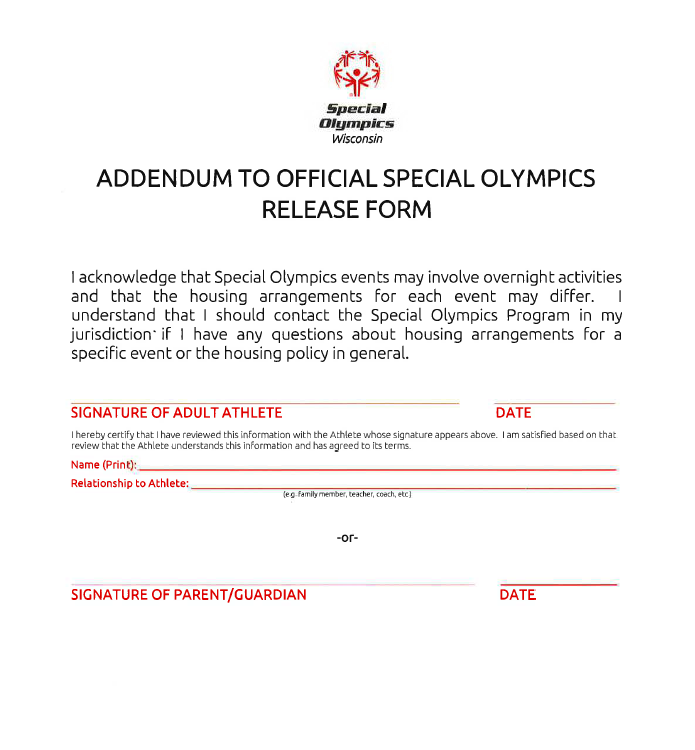 Special
Olympics
Wisconsin
ADDENDUM TO OFFICIAL SPECIAL OLYMPICS
RELEASE FORM
I acknowledge that Special Olympics events may involve overnight activities
and that the housing arrangements for each event may differ. I
understand that I should contact the Special Olympics Program in my
jurisdiction if I have any questions about housing arrangements for a
specific event or the housing policy in general.
SIGNATURE OF ADULT ATHLETE DATE
I hereby certify that I have reviewed this information with the Athlete whose signature appears above. I am satisfied based on that
review that the Athlete understands this information and has agreed to its terms.
Name (Print):
Relationship to Athlete:
(e.g. family member, teacher, coach, etc.)
-or-
SIGNATURE OF PARENT/GUARDIAN DATE